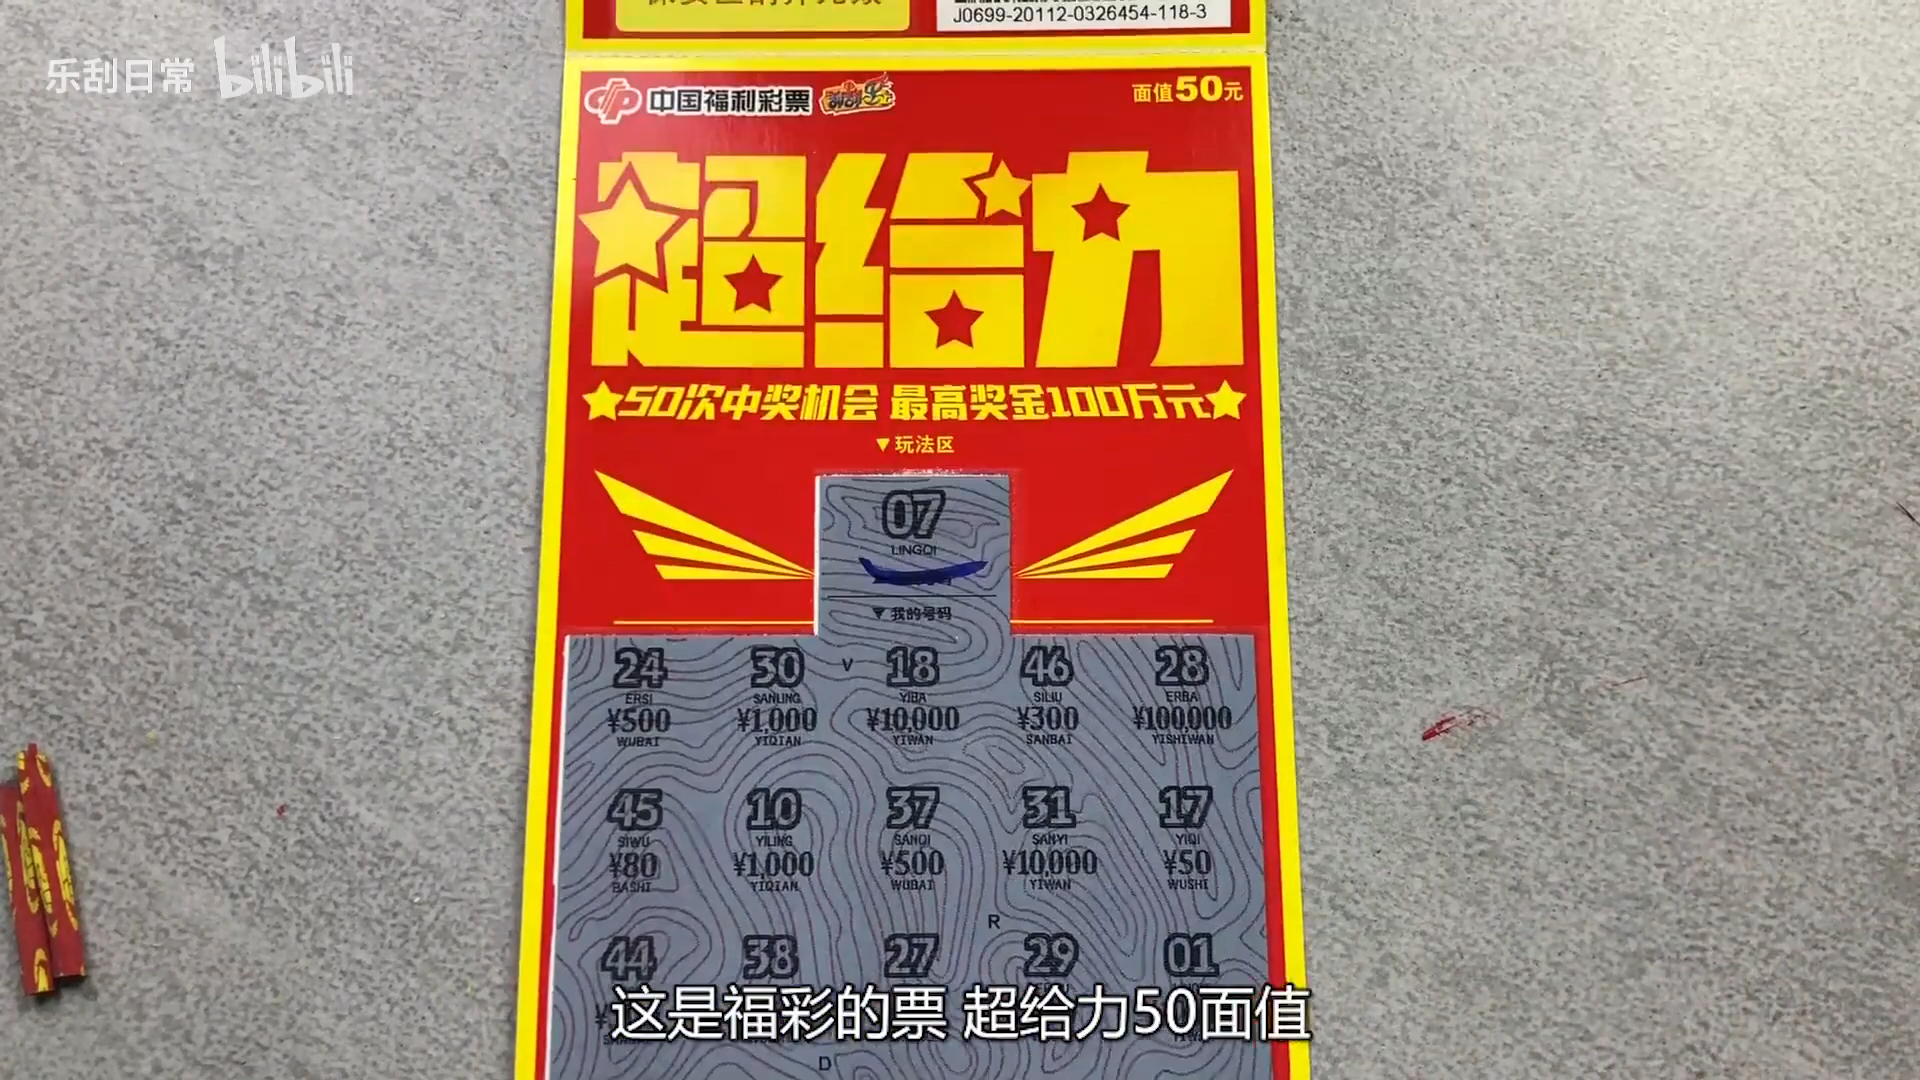 J0699-20112-0326454-118-3
乐刮日常 bilibili
中国福利彩票 刮刮乐
面值50元
超给力
50次中奖机会 最高奖金100万元
▼玩法区
07
LINGQI
▼我的号码
24 30 V 18 46 28
ERSI SANLING YIBA SILIU ERBA
¥500 ¥1,000 ¥10,000 ¥300 ¥100,000
WUBAI YIQIAN YIWAN SANBAI YISHIWAN
45 10 37 31 17
SIWU YILING SANQI SANYI YIQI
¥80 ¥1,000 ¥500 ¥10,000 ¥50
BASHI YIQIAN WUBAI YIWAN WUSHI
R
44 38 27 29 01
这是福彩的票 超给力50面值
D